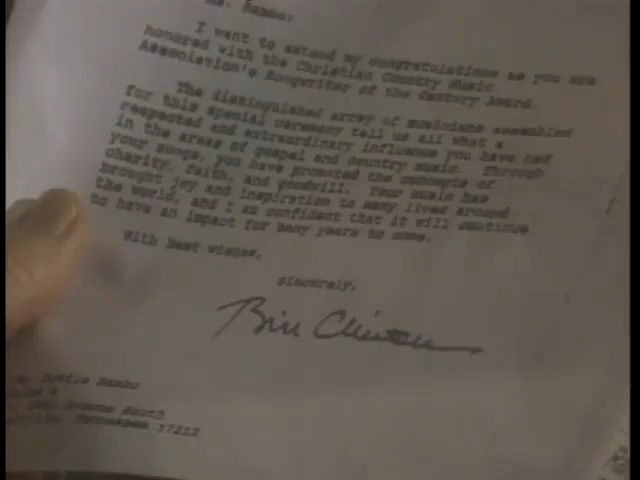 Ms. Rambo:
I want to extend my congratulations as you are
honored with the Christian Country Music
Association's Songwriter of the Century Award.
The distinguished array of musicians assembled
for this special ceremony tell us all what a
respected and extraordinary influence you have had
in the areas of gospel and country music. Through
your songs, you have promoted the concepts of
charity, faith, and goodwill. Your music has
brought joy and inspiration to many lives around
the world, and I am confident that it will continue
to have an impact for many years to come.
With best wishes,
Sincerely,
Bill Clinton
Dottie Rambo
South
Tennessee 37212